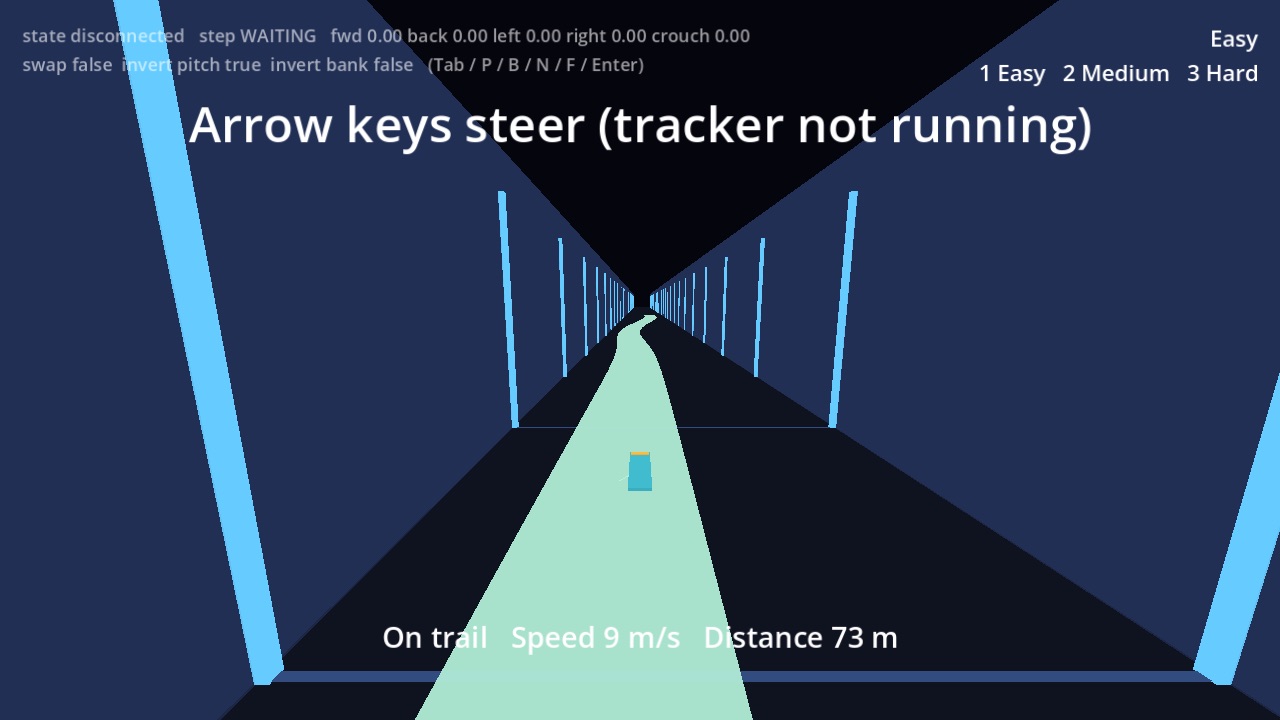 state disconnected   step WAITING   fwd 0.00 back 0.00 left 0.00 right 0.00 crouch 0.00
swap false  invert pitch true  invert bank false   (Tab / P / B / N / F / Enter)
Easy
1 Easy   2 Medium   3 Hard
Arrow keys steer (tracker not running)
On trail   Speed 9 m/s   Distance 73 m